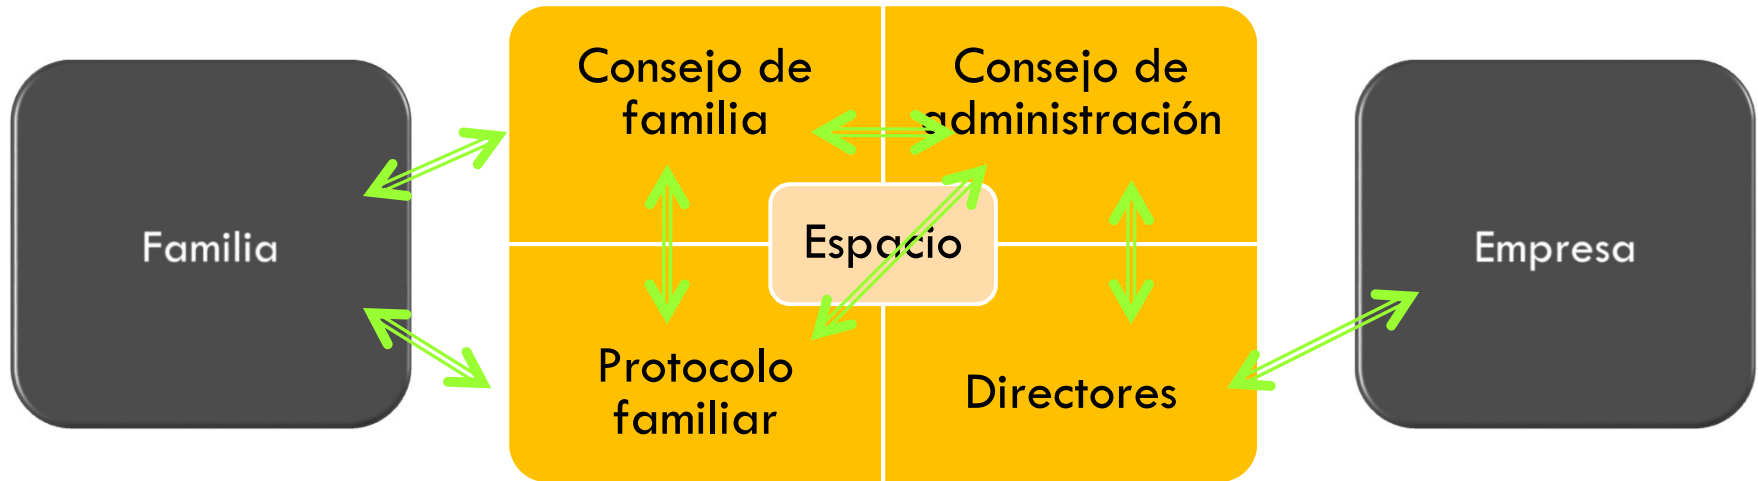 Familia
Consejo de
familia
Consejo de
administración
Espacio
Protocolo
familiar
Directores
Empresa